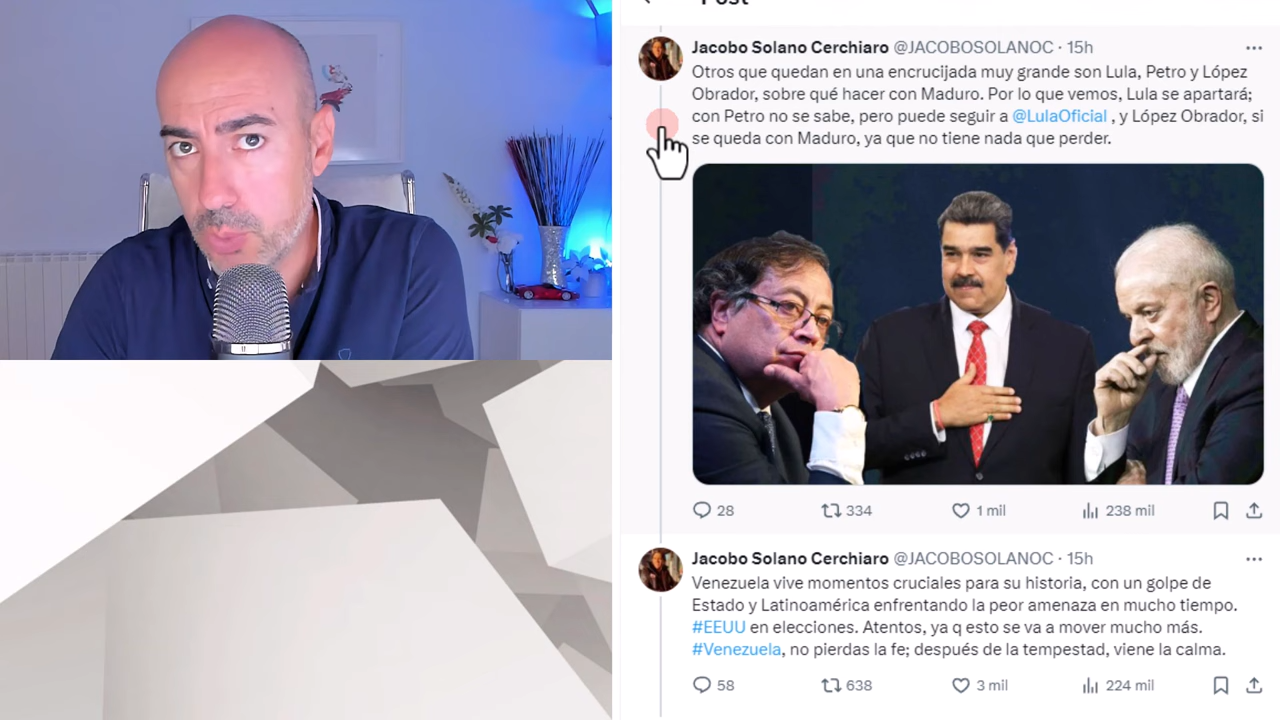 Post
Jacobo Solano Cerchiaro @JACOBOSOLANOC · 15h
Otros que quedan en una encrucijada muy grande son Lula, Petro y López
Obrador, sobre qué hacer con Maduro. Por lo que vemos, Lula se apartará;
con Petro no se sabe, pero puede seguir a @LulaOficial , y López Obrador, si
se queda con Maduro, ya que no tiene nada que perder.
28 334 1 mil 238 mil
Jacobo Solano Cerchiaro @JACOBOSOLANOC · 15h
Venezuela vive momentos cruciales para su historia, con un golpe de
Estado y Latinoamérica enfrentando la peor amenaza en mucho tiempo.
#EEUU en elecciones. Atentos, ya q esto se va a mover mucho más.
#Venezuela, no pierdas la fe; después de la tempestad, viene la calma.
58 638 3 mil 224 mil